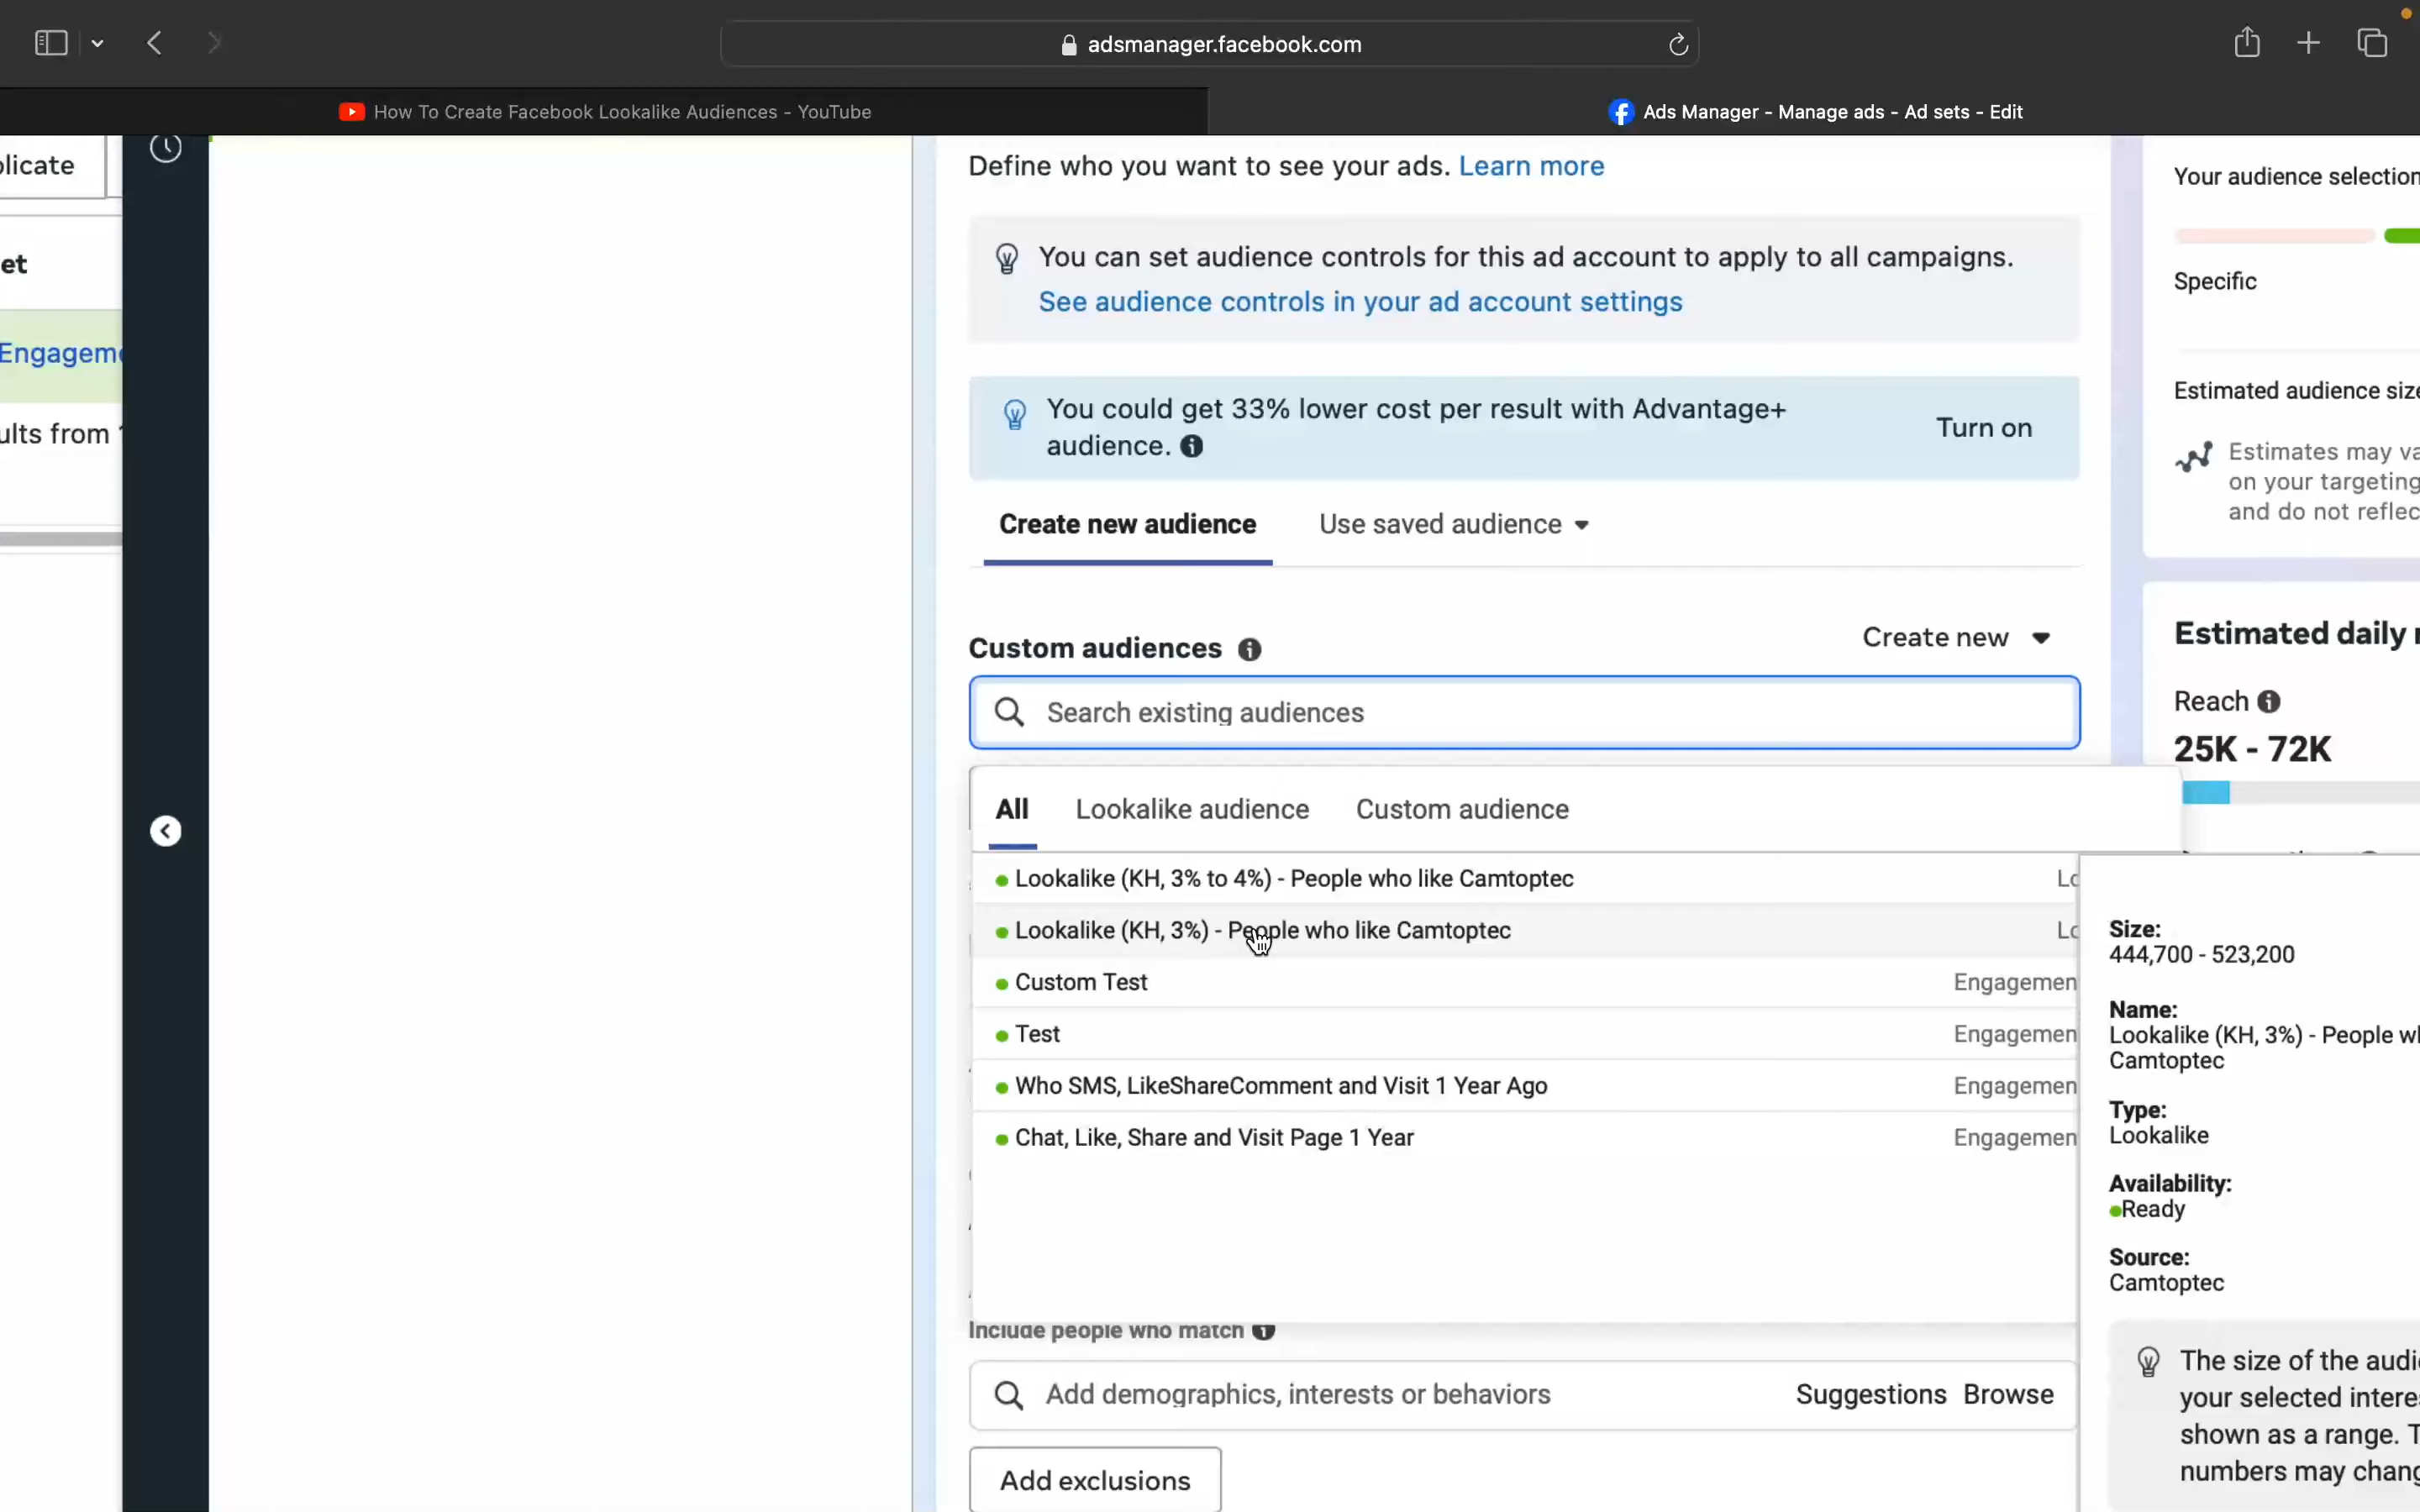 adsmanager.facebook.com
How To Create Facebook Lookalike Audiences - YouTube
Ads Manager - Manage ads - Ad sets - Edit
plicate
et
Engageme
ults from
Define who you want to see your ads. Learn more
You can set audience controls for this ad account to apply to all campaigns.
See audience controls in your ad account settings
You could get 33% lower cost per result with Advantage+
audience.
Turn on
Create new audience
Use saved audience
Custom audiences
Create new
Search existing audiences
All
Lookalike audience
Custom audience
Lookalike (KH, 3% to 4%) - People who like Camtoptec
Lo
Lookalike (KH, 3%) - People who like Camtoptec
Lo
Custom Test
Engagemen
Test
Engagemen
Who SMS, LikeShareComment and Visit 1 Year Ago
Engagemen
Chat, Like, Share and Visit Page 1 Year
Engagemen
Include people who match
Add demographics, interests or behaviors
Suggestions
Browse
Add exclusions
Your audience selection
Specific
Estimated audience size
Estimates may va
on your targeting
and do not reflec
Estimated daily r
Reach
25K - 72K
Size:
444,700 - 523,200
Name:
Lookalike (KH, 3%) - People wh
Camtoptec
Type:
Lookalike
Availability:
Ready
Source:
Camtoptec
The size of the audie
your selected interes
shown as a range. T
numbers may chang